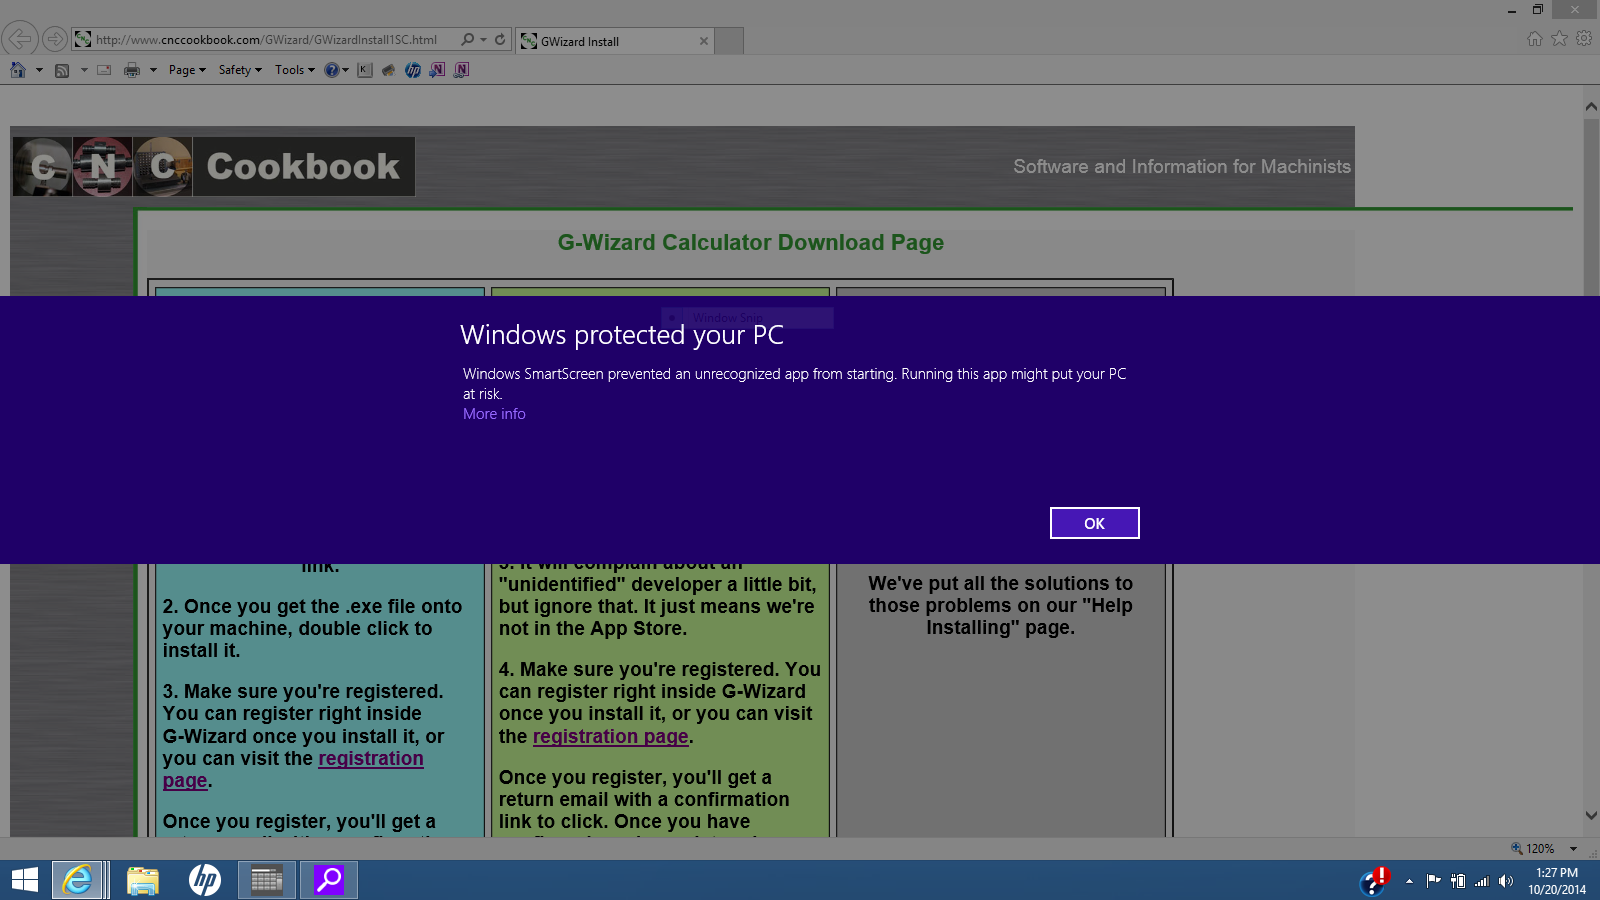 http://www.cnccookbook.com/GWizard/GWizardInstall1SC.html
GWizard Install
Page
Safety
Tools
C N C Cookbook
Software and Information for Machinists
G-Wizard Calculator Download Page
Window Snip
Windows protected your PC
Windows SmartScreen prevented an unrecognized app from starting. Running this app might put your PC
at risk.
More info
OK
link.
2. Once you get the .exe file onto
your machine, double click to
install it.
3. Make sure you're registered.
You can register right inside
G-Wizard once you install it, or
you can visit the registration
page.
Once you register, you'll get a
3. It will complain about an
"unidentified" developer a little bit,
but ignore that. It just means we're
not in the App Store.
4. Make sure you're registered. You
can register right inside G-Wizard
once you install it, or you can visit
the registration page.
Once you register, you'll get a
return email with a confirmation
link to click. Once you have
We've put all the solutions to
those problems on our "Help
Installing" page.
120%
hp
1:27 PM
10/20/2014